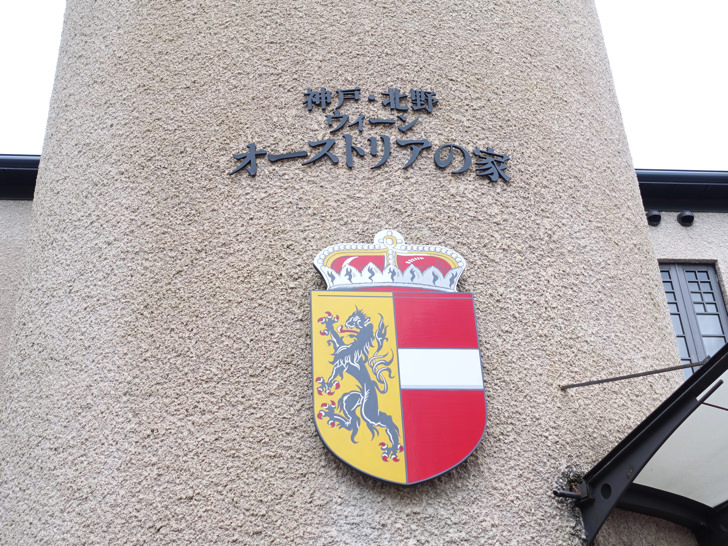 神戸・北野
ウィーン
オーストリアの家